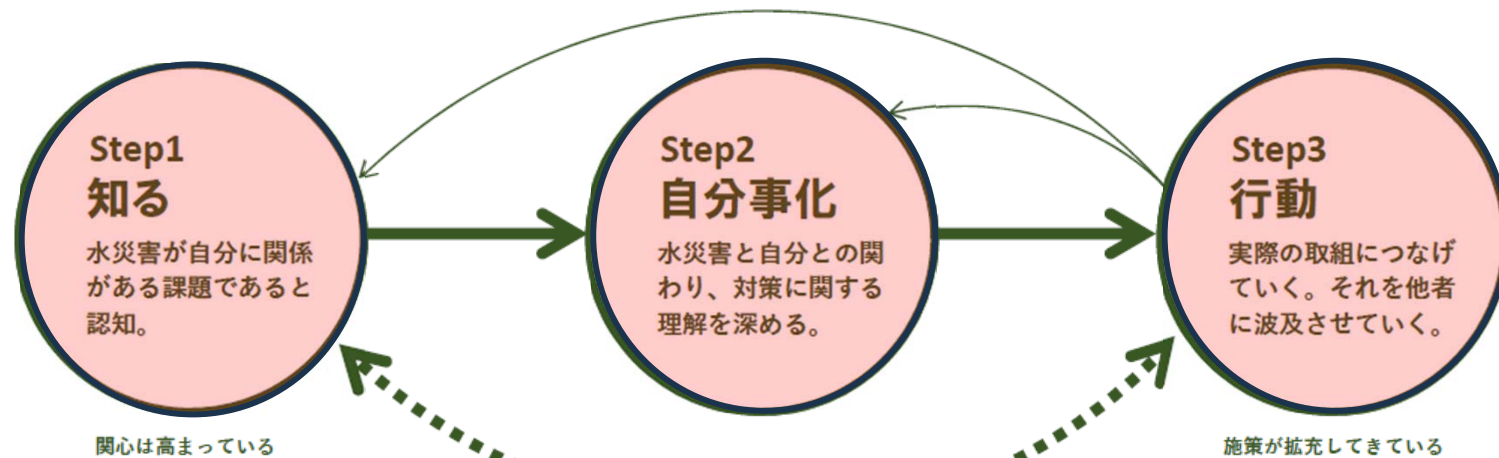 Step1
知る
水災害が自分に関係
がある課題であると
認知。
Step2
自分事化
水災害と自分との関
わり、対策に関する
理解を深める。
Step3
行動
実際の取組につなげ
ていく。それを他者
に波及させていく。
関心は高まっている
施策が拡充してきている